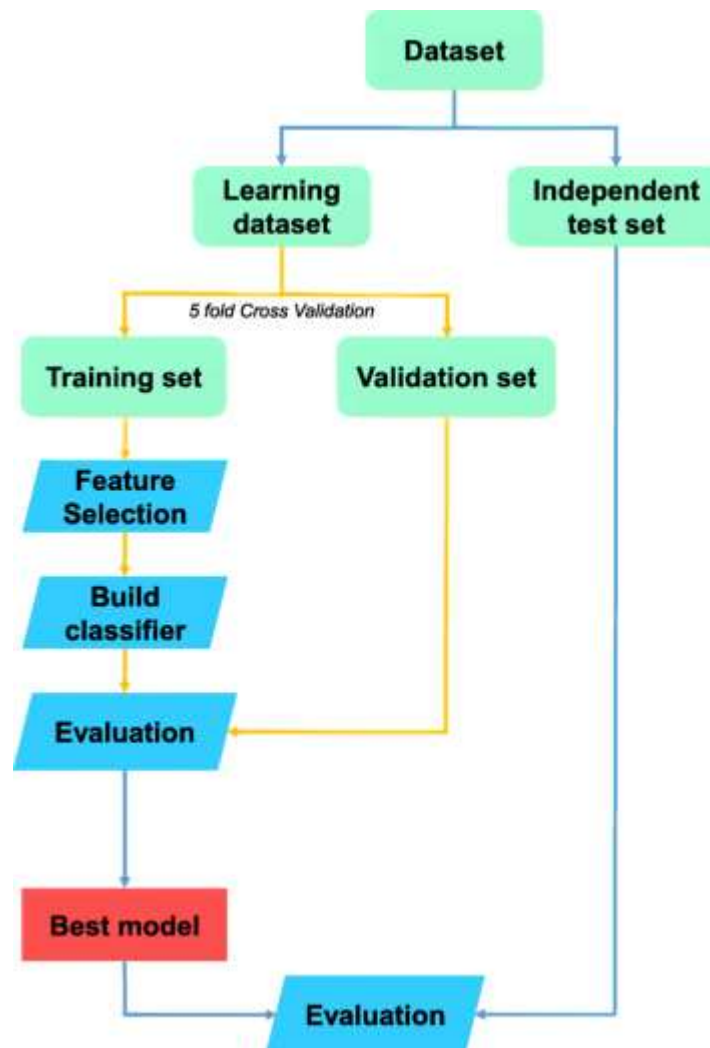 Dataset
Learning
dataset
Independent
test set
5 fold Cross Validation
Training set
Validation set
Feature
Selection
Build
classifier
Evaluation
Best model
Evaluation